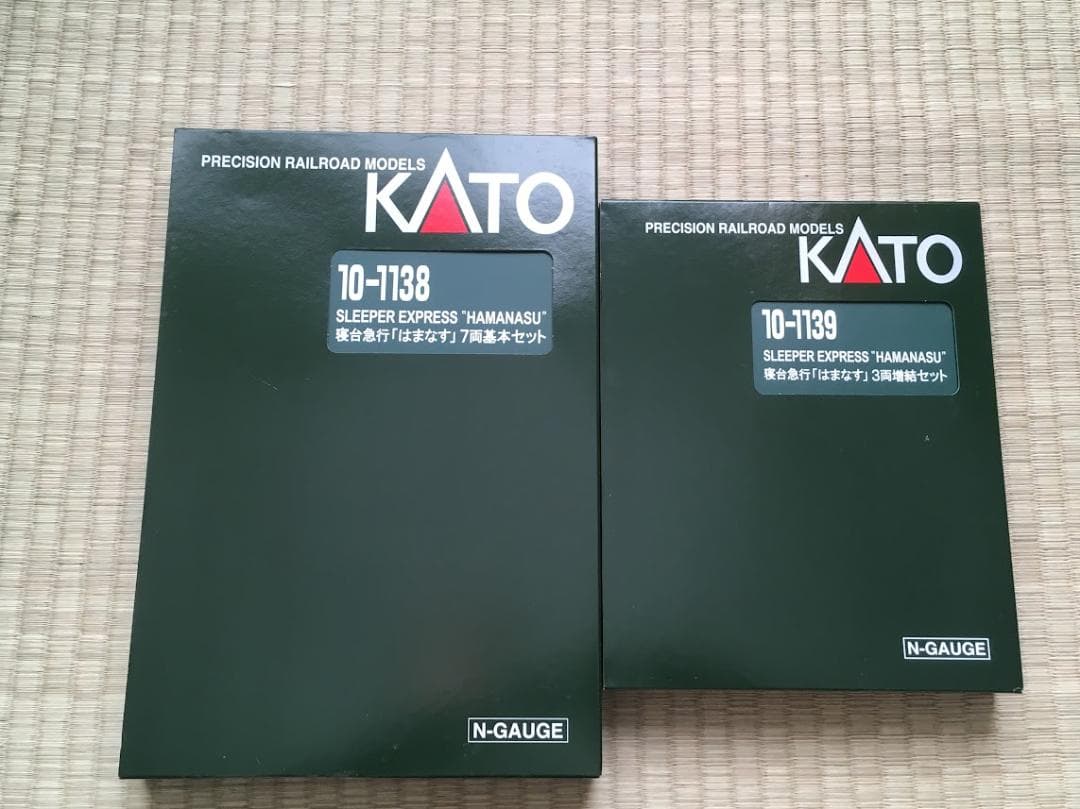 PRECISION RAILROAD MODELS
KATO
10-1138
SLEEPER EXPRESS "HAMANASU"
寝台急行「はまなす」7両基本セット
N-GAUGE
PRECISION RAILROAD MODELS
KATO
10-1139
SLEEPER EXPRESS "HAMANASU"
寝台急行「はまなす」3両増結セット
N-GAUGE